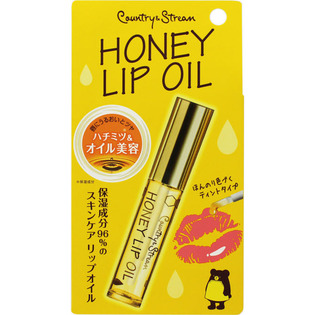 Country & Stream
HONEY
LIP OIL
唇にうるおいとツヤ
ハチミツ&
オイル美容
※保湿成分
保湿成分96%の
スキンケア リップオイル
Country & Stream
HONEY LIP OIL
ほんのり色づく
ティントタイプ